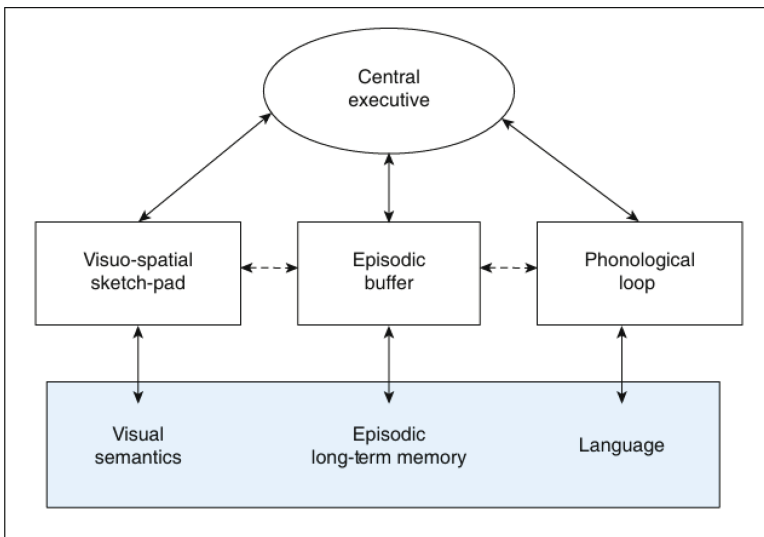 Central
executive
Visuo-spatial
sketch-pad
Episodic
buffer
Phonological
loop
Visual
semantics
Episodic
long-term memory
Language